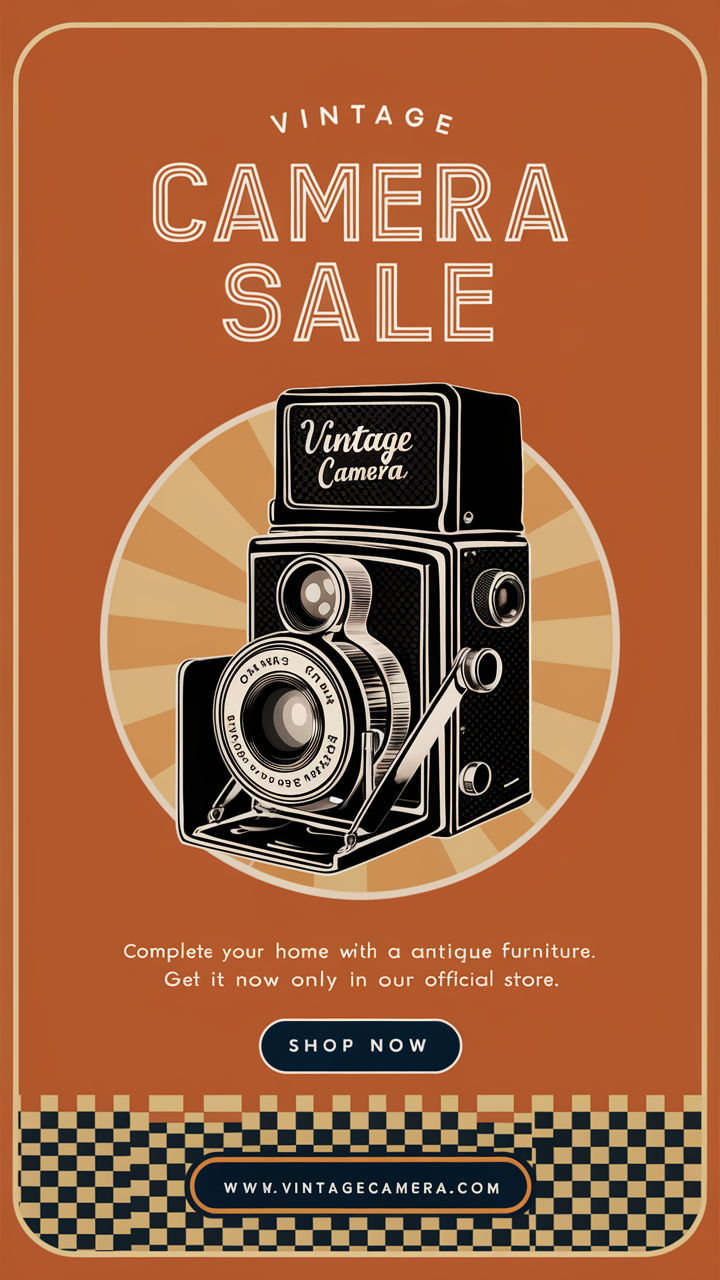 VINTAGE
CAMERA
SALE
Vintage
Camera
Complete your home with a antique furniture.
Get it now only in our official store.
SHOP NOW
WWW.VINTAGECAMERA.COM